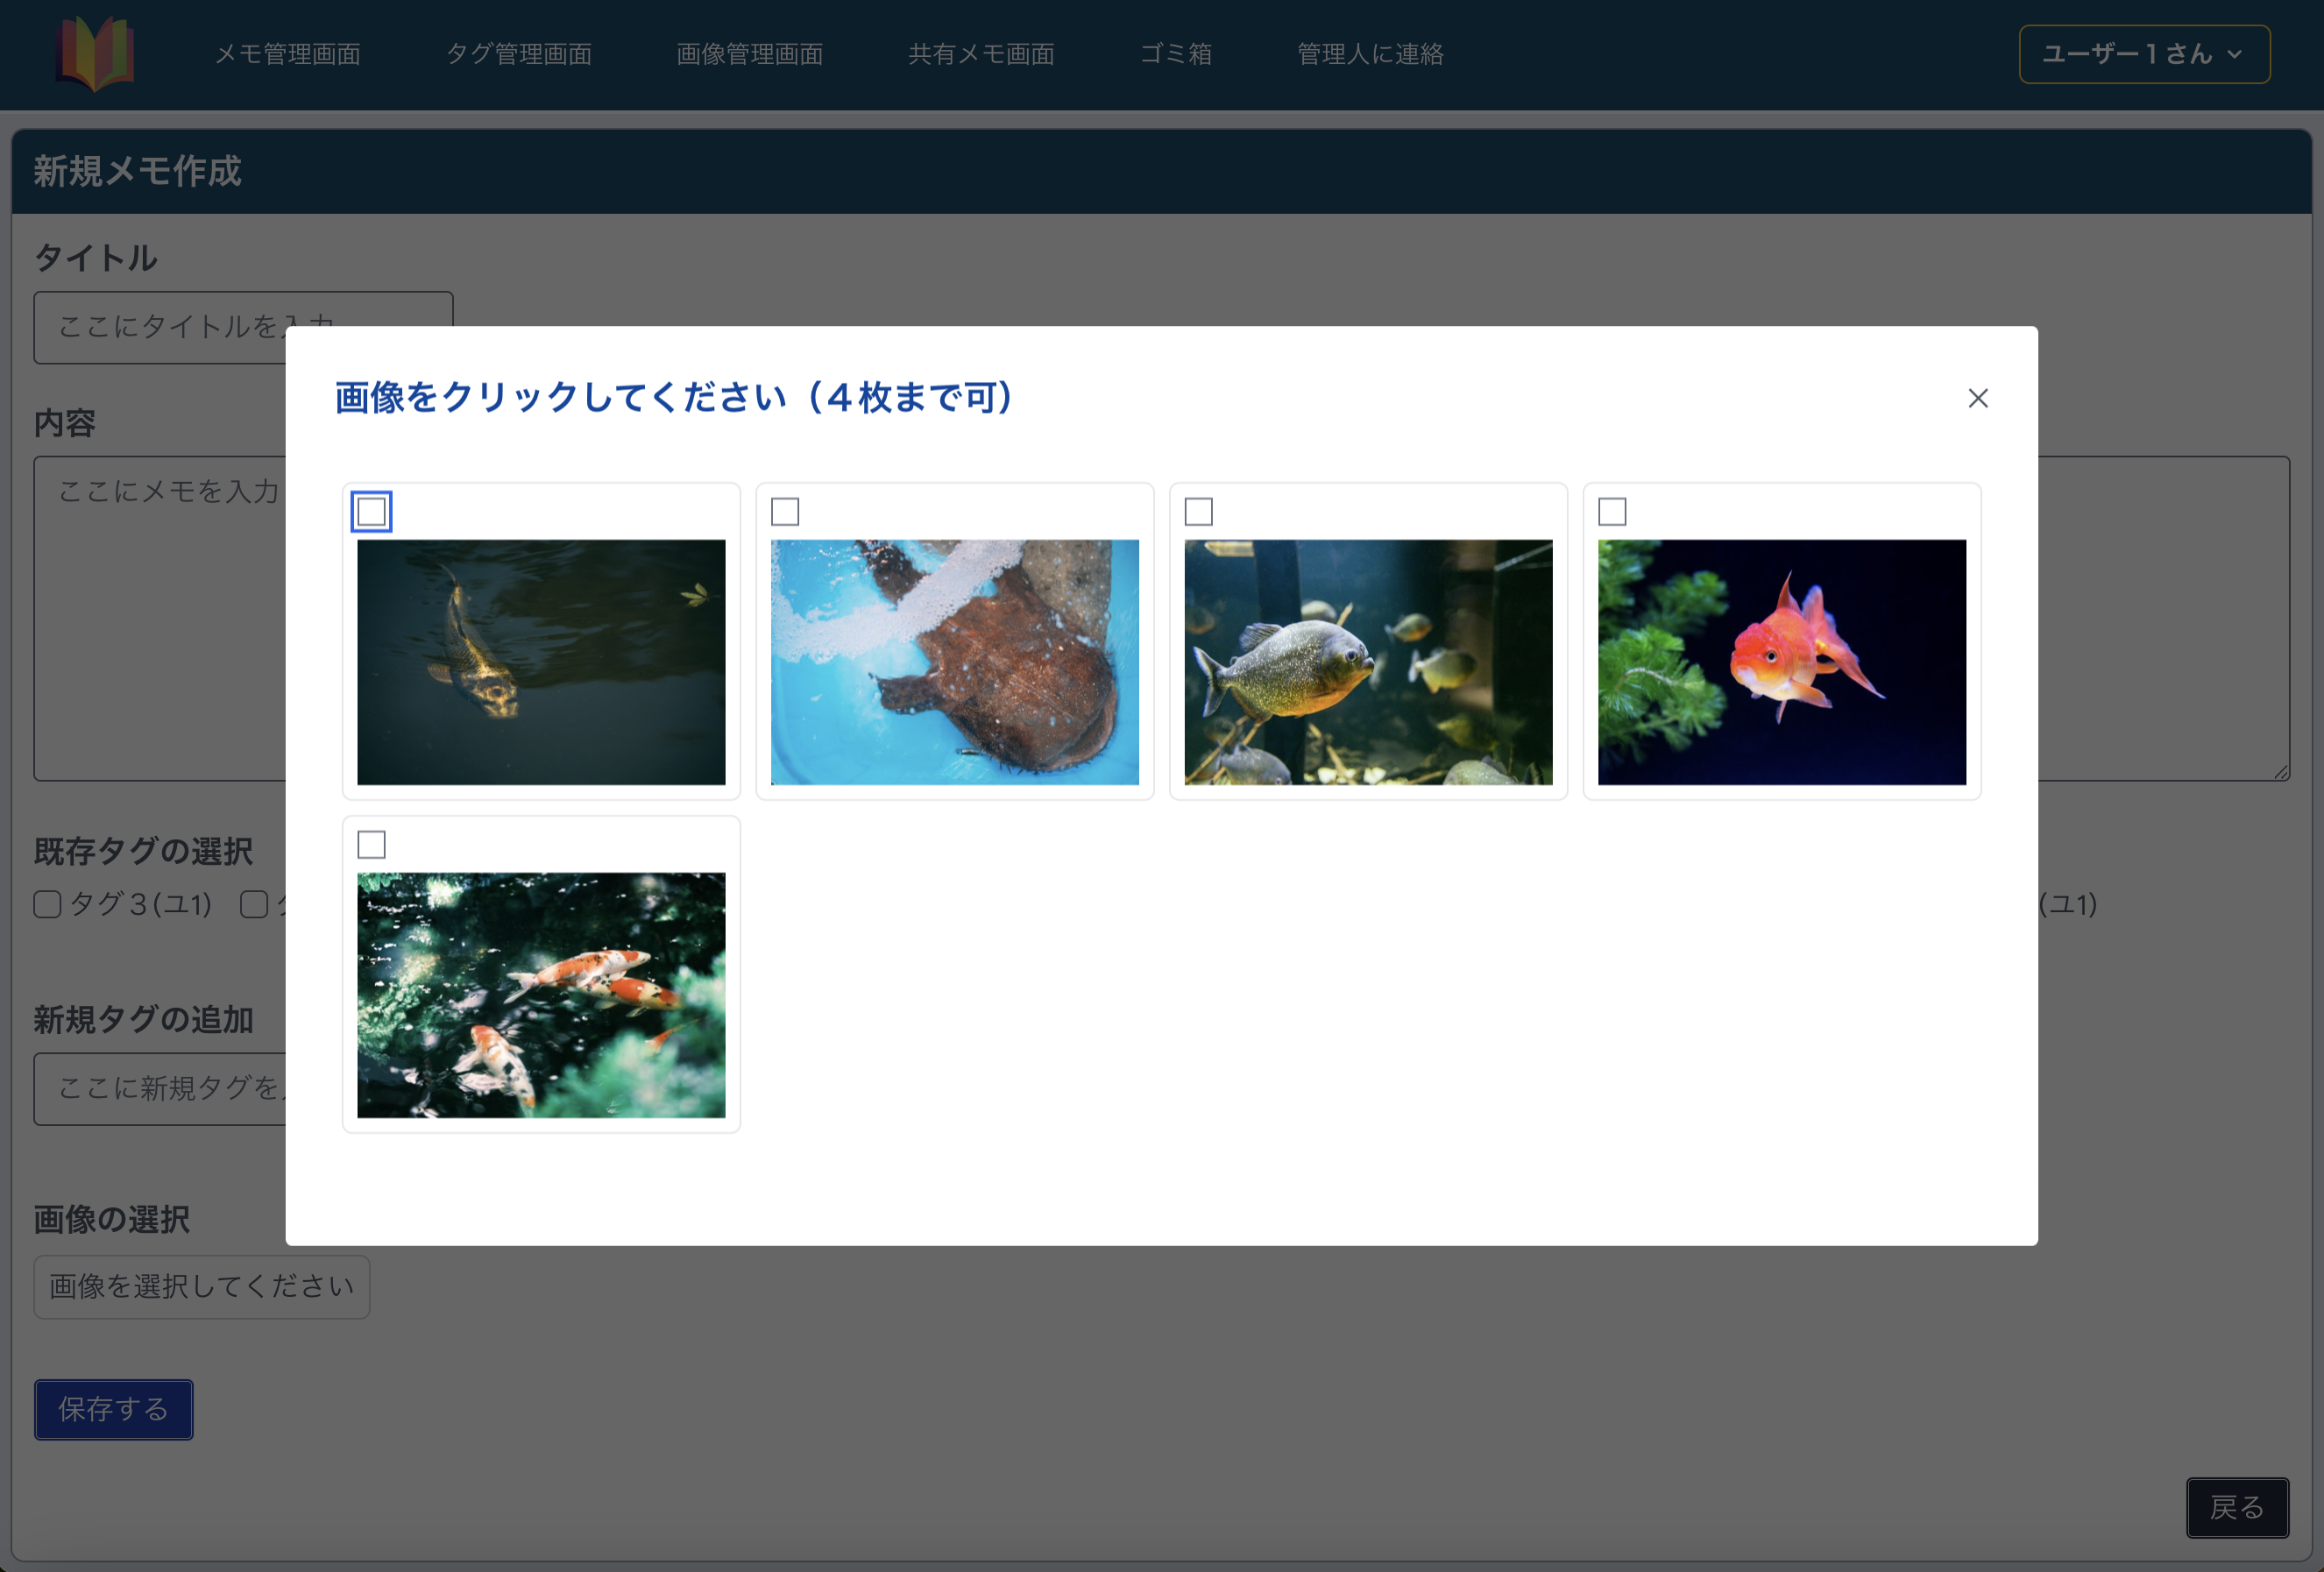 メモ管理画面 タグ管理画面 画像管理画面 共有メモ画面 ゴミ箱 管理人に連絡 ユーザー1さん
新規メモ作成
タイトル
ここにタイトルを入力
画像をクリックしてください（4枚まで可）
内容
ここにメモを入力
既存タグの選択
タグ3(ユ1) (ユ1)
新規タグの追加
ここに新規タグを
画像の選択
画像を選択してください
保存する
戻る